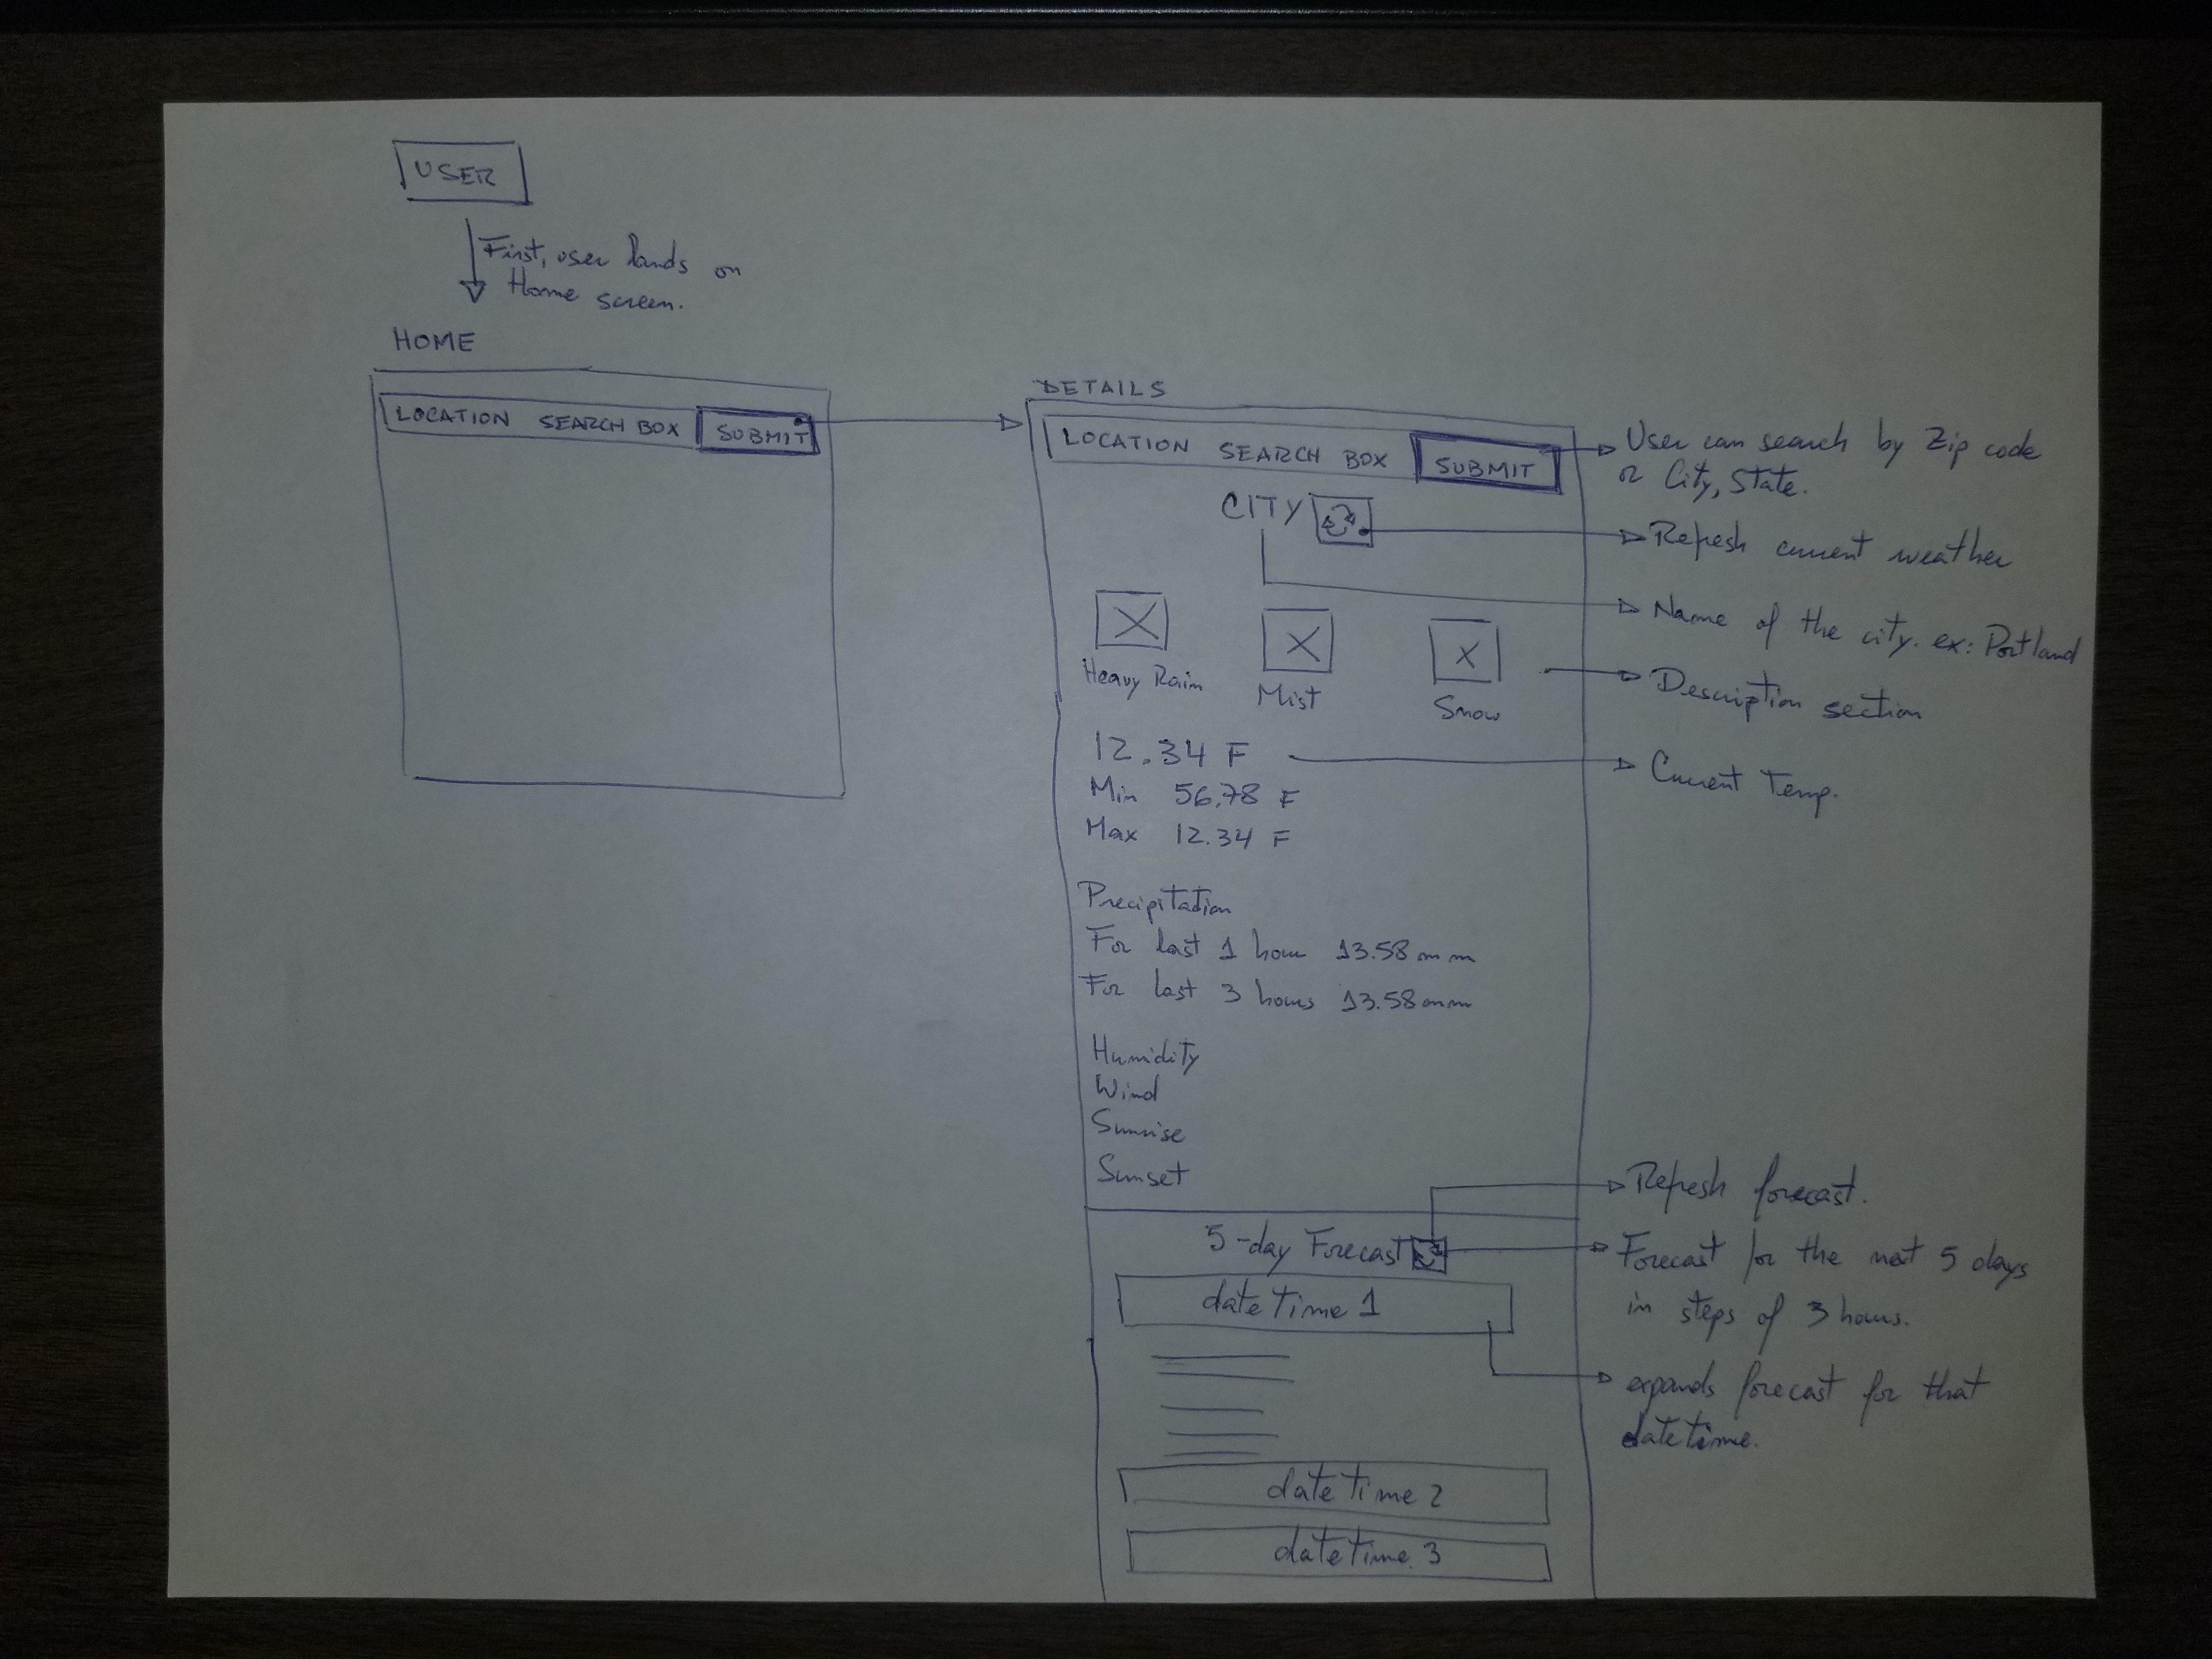 USER
First, user lands on
Home screen.
HOME
LOCATION SEARCH BOX SUBMIT
DETAILS
LOCATION SEARCH BOX SUBMIT
User can search by Zip code
or City, State.
CITY
Refresh current weather
Name of the city. ex: Portland
Heavy Rain
Mist
Snow
Description section
12.34 F
Current Temp.
Min 56.78 F
Max 12.34 F
Precipitation
For last 1 hour 13.58 mm
For last 3 hours 13.58 mm
Humidity
Wind
Sunrise
Sunset
Refresh forecast.
5-day Forecast
Forecast for the next 5 days
in steps of 3 hours.
datetime 1
expands forecast for that
datetime.
datetime 2
datetime 3